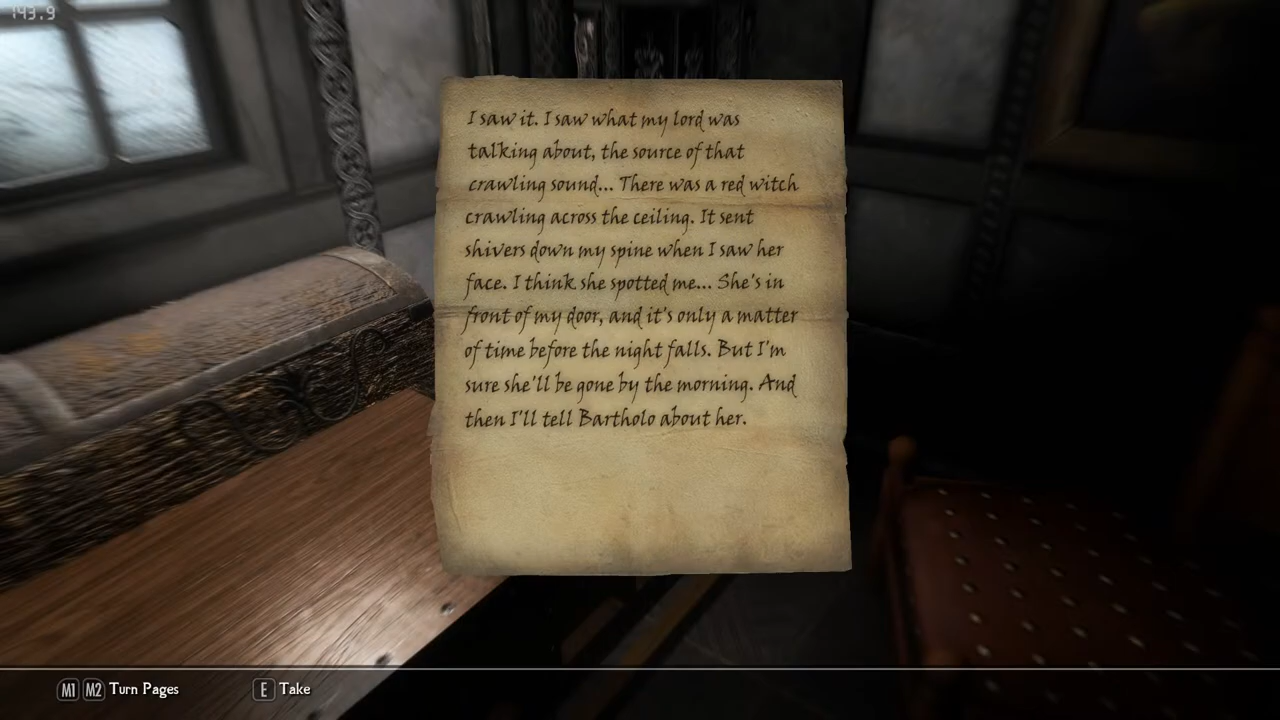 143.9
I saw it. I saw what my lord was
talking about, the source of that
crawling sound... There was a red witch
crawling across the ceiling. It sent
shivers down my spine when I saw her
face. I think she spotted me... She's in
front of my door, and it's only a matter
of time before the night falls. But I'm
sure she'll be gone by the morning. And
then I'll tell Bartholo about her.
M1 M2 Turn Pages E Take